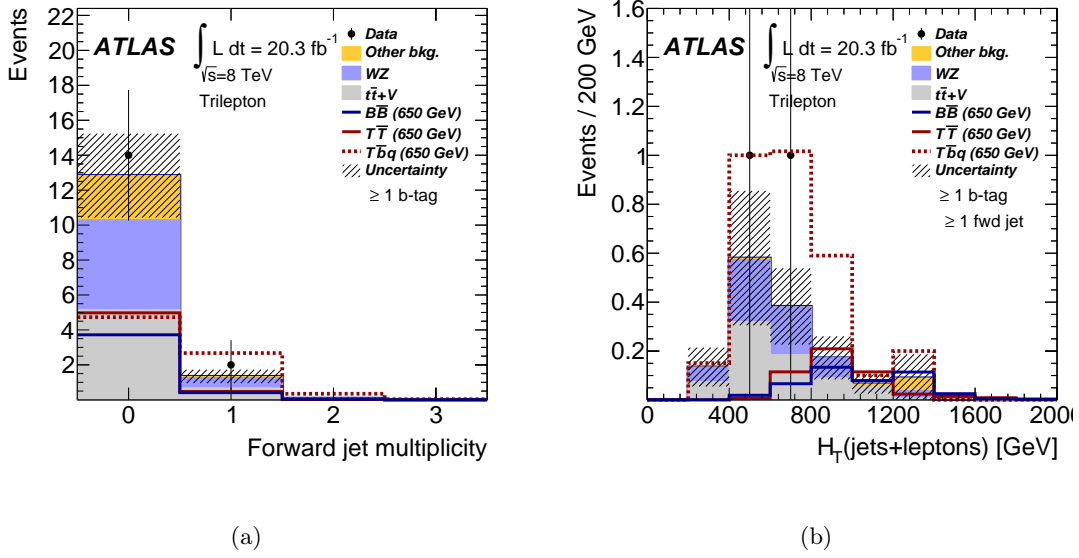 Events
22
20
18
16
14
12
10
8
6
4
2
0
1
2
3
Forward jet multiplicity
ATLAS
∫ L dt = 20.3 fb⁻¹
√s=8 TeV
Trilepton
Data
Other bkg.
WZ
tt̅+V
BB̅ (650 GeV)
TT̅ (650 GeV)
Tb̅q (650 GeV)
Uncertainty
≥ 1 b-tag
(a)
Events / 200 GeV
1.6
1.4
1.2
1
0.8
0.6
0.4
0.2
0
400
800
1200
1600
2000
H_T(jets+leptons) [GeV]
ATLAS
∫ L dt = 20.3 fb⁻¹
√s=8 TeV
Trilepton
Data
Other bkg.
WZ
tt̅+V
BB̅ (650 GeV)
TT̅ (650 GeV)
Tb̅q (650 GeV)
Uncertainty
≥ 1 b-tag
≥ 1 fwd jet
(b)